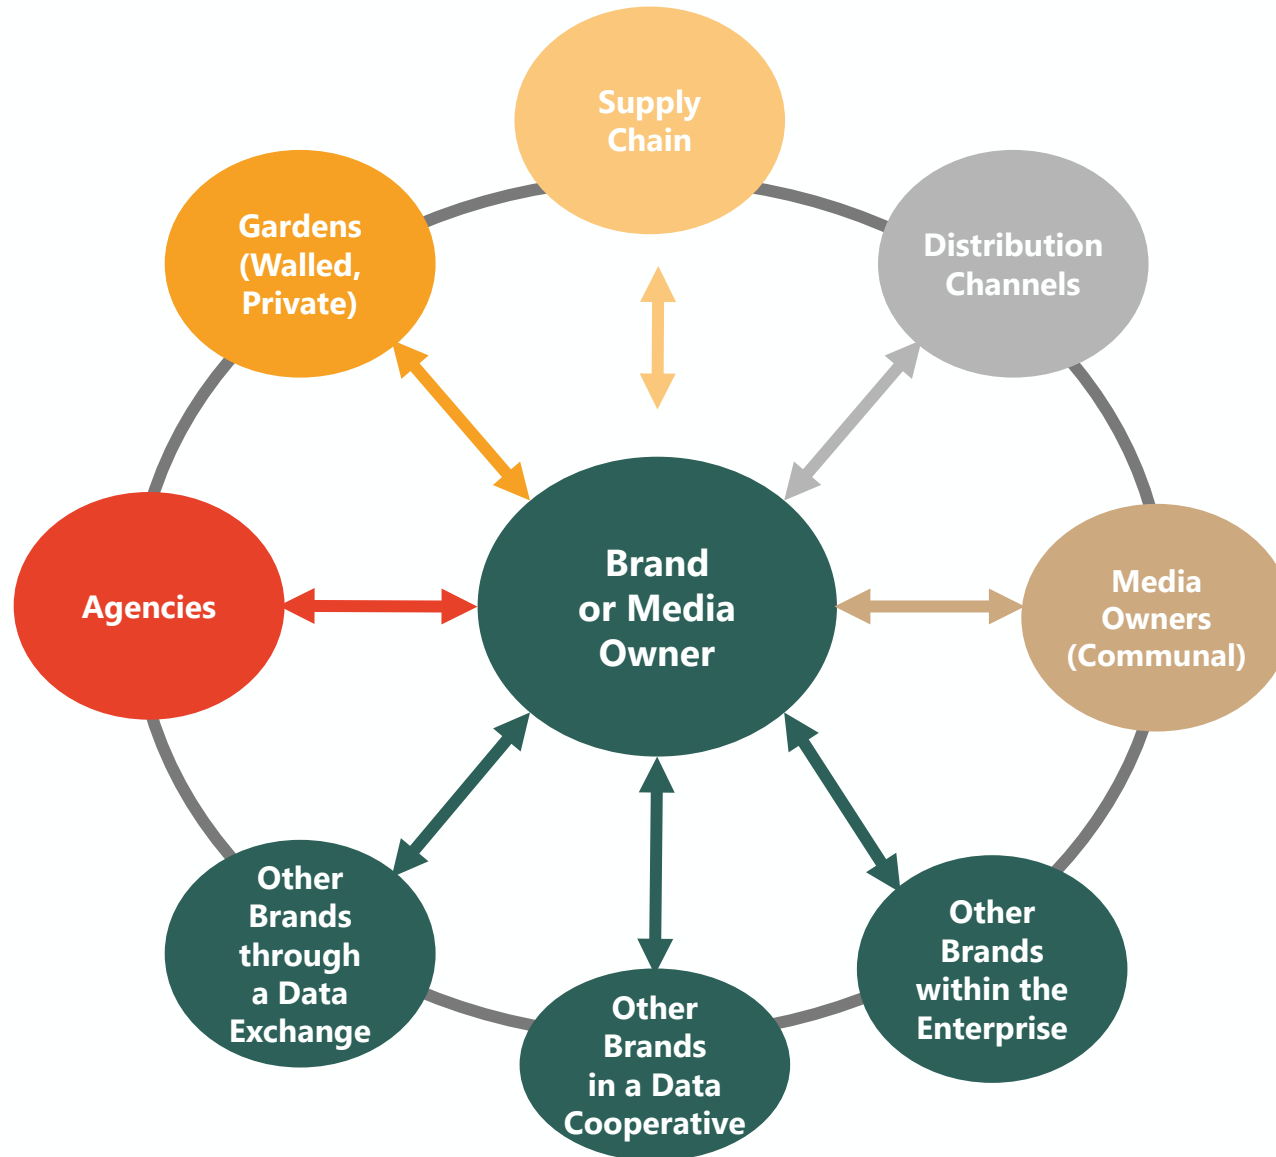 Supply
Chain
Gardens
(Walled,
Private)
Distribution
Channels
Agencies
Brand
or Media
Owner
Media
Owners
(Communal)
Other
Brands
through
a Data
Exchange
Other
Brands
in a Data
Cooperative
Other
Brands
within the
Enterprise